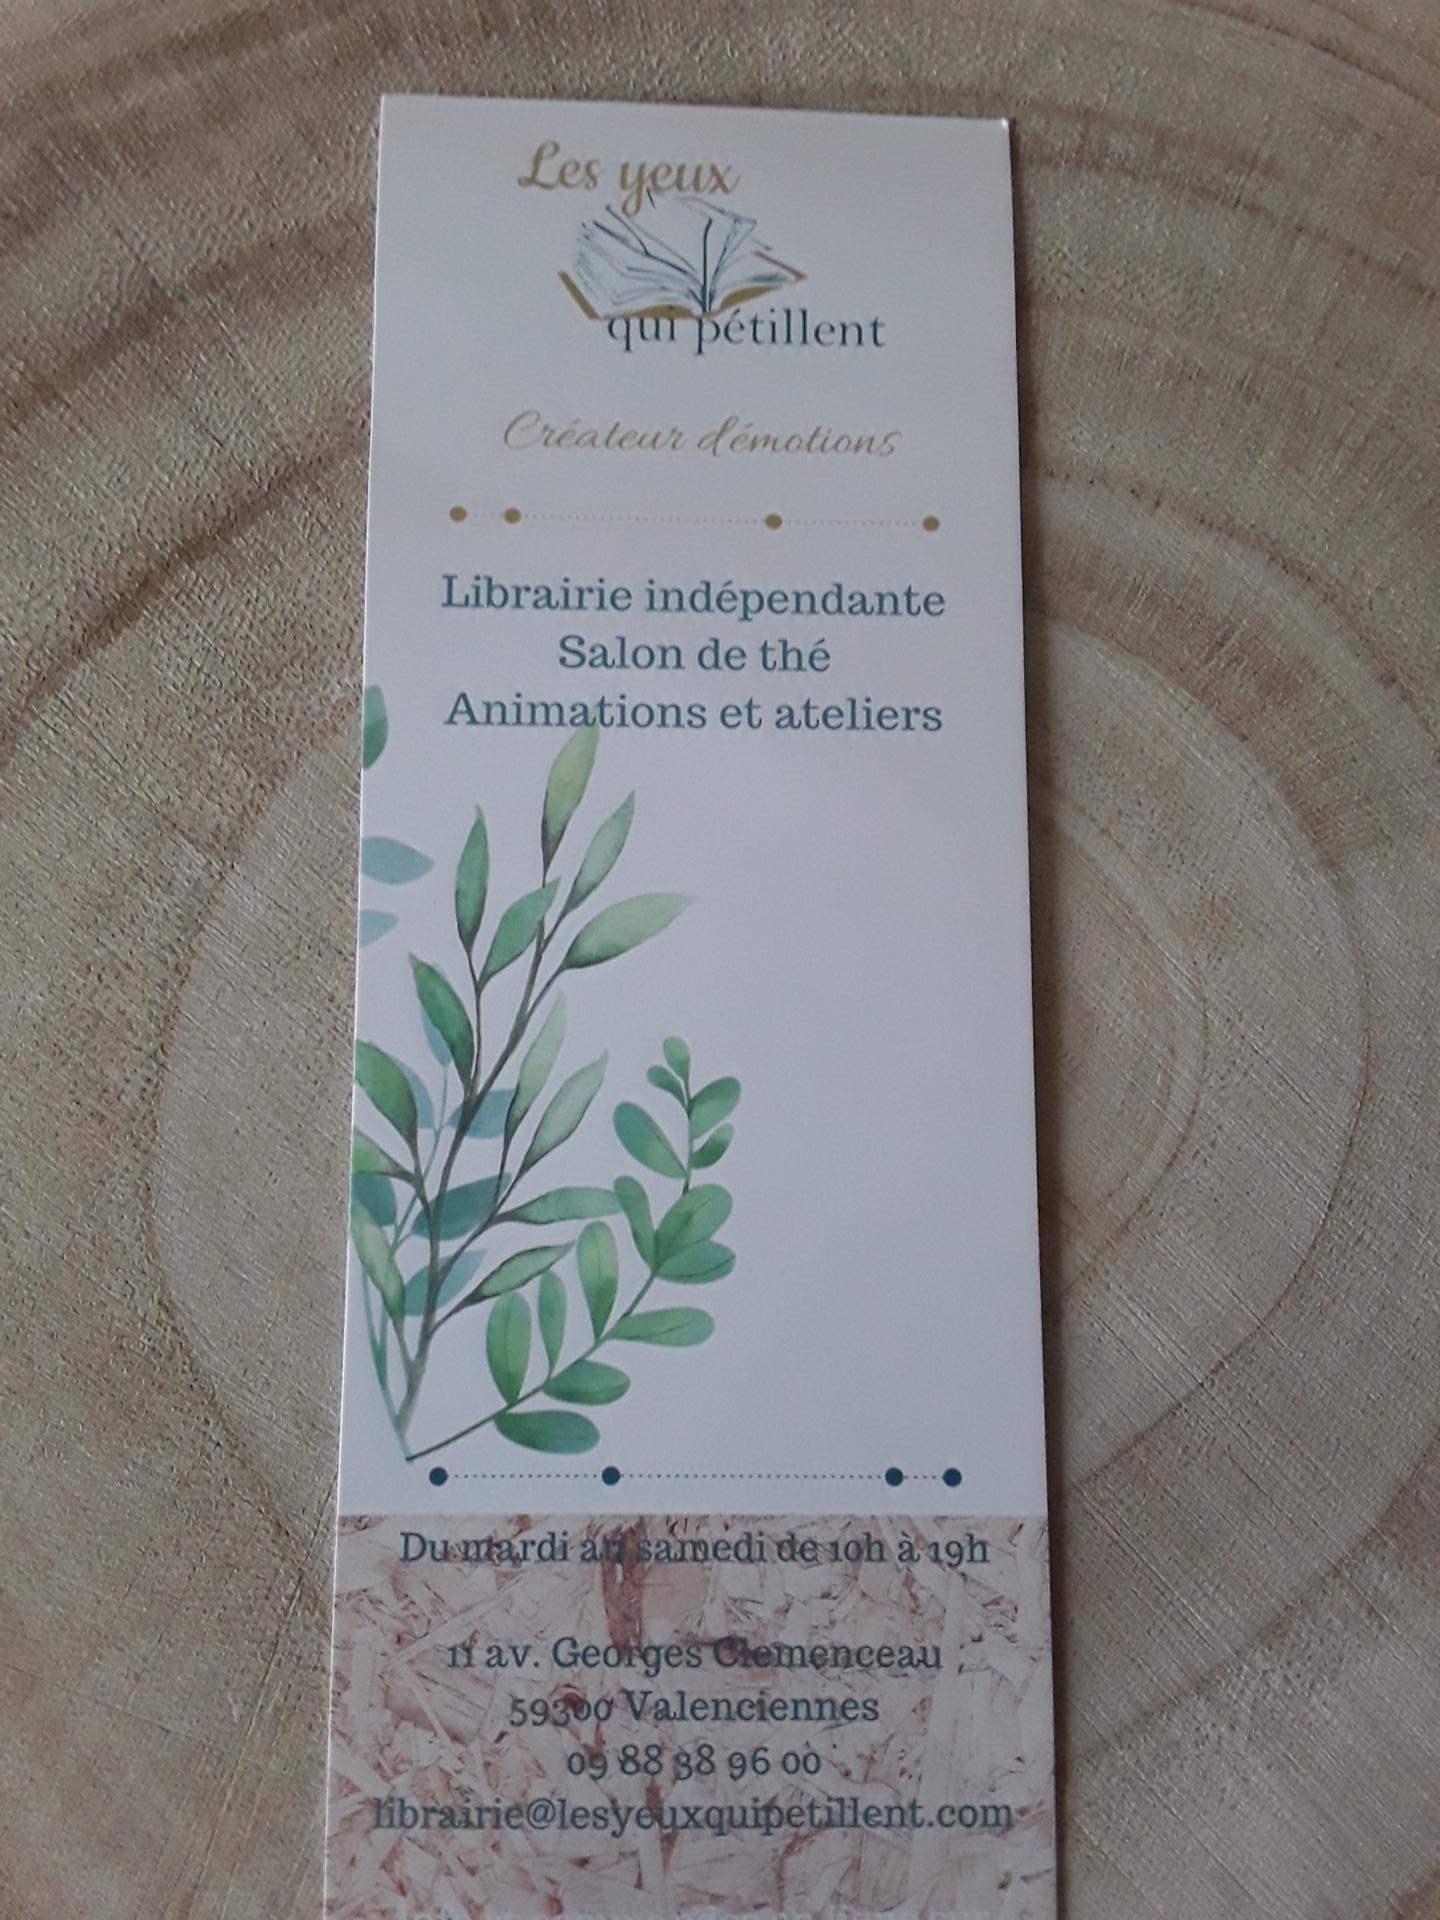 Les yeux
qui pétillent
Créateur d'émotions
Librairie indépendante
Salon de thé
Animations et ateliers
Du mardi au samedi de 10h à 19h
11 av. Georges Clemenceau
59300 Valenciennes
09 88 38 96 00
librairie@lesyeuxquipetillent.com